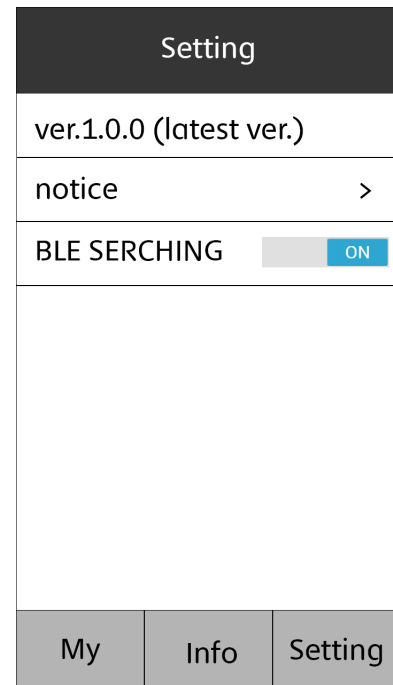 Setting
ver.1.0.0 (latest ver.)
notice >
BLE SERCHING ON
My Info Setting